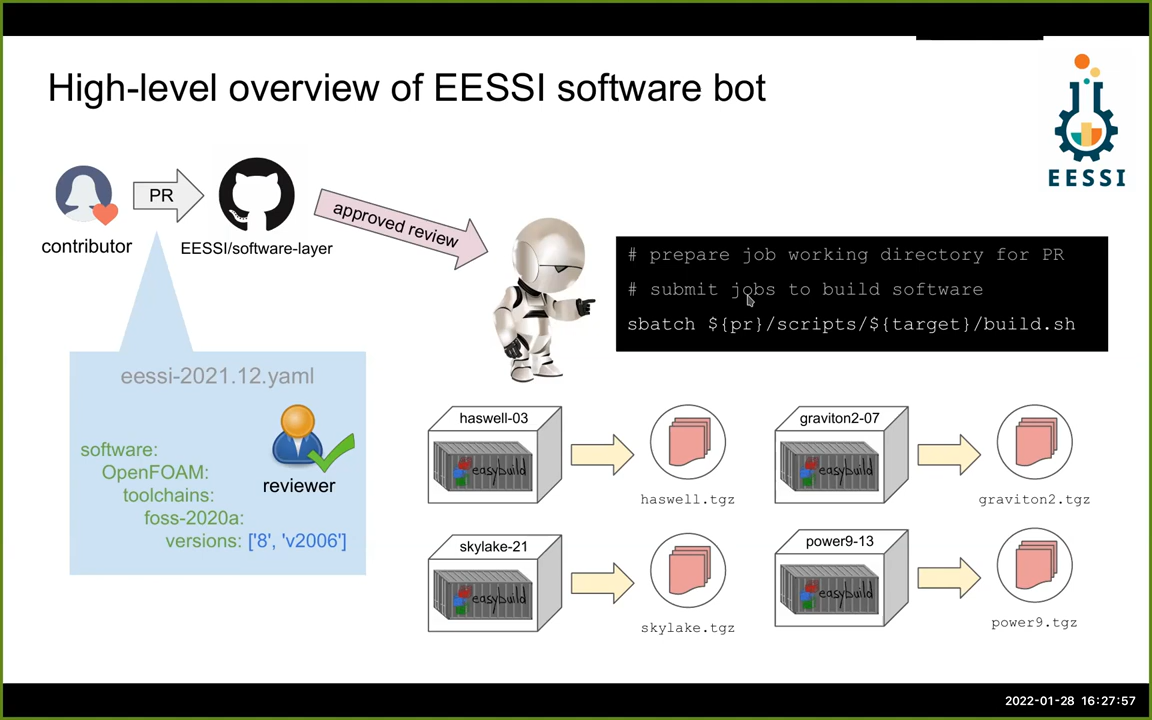 High-level overview of EESSI software bot
EESSI
PR
contributor
EESSI/software-layer
approved review
# prepare job working directory for PR
# submit jobs to build software
sbatch ${pr}/scripts/${target}/build.sh
eessi-2021.12.yaml
software:
OpenFOAM:
toolchains:
foss-2020a:
versions: ['8', 'v2006']
reviewer
haswell-03
easybuild
haswell.tgz
graviton2-07
easybuild
graviton2.tgz
skylake-21
easybuild
skylake.tgz
power9-13
easybuild
power9.tgz
2022-01-28 16:27:57